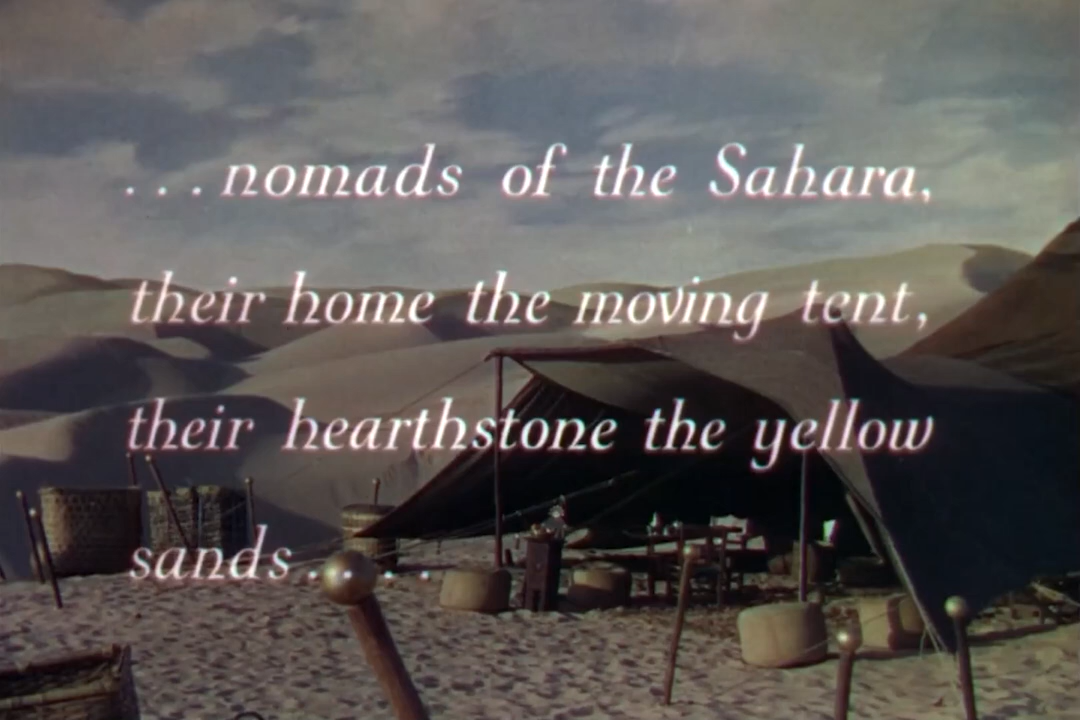 ...nomads of the Sahara,
their home the moving tent,
their hearthstone the yellow
sands.....